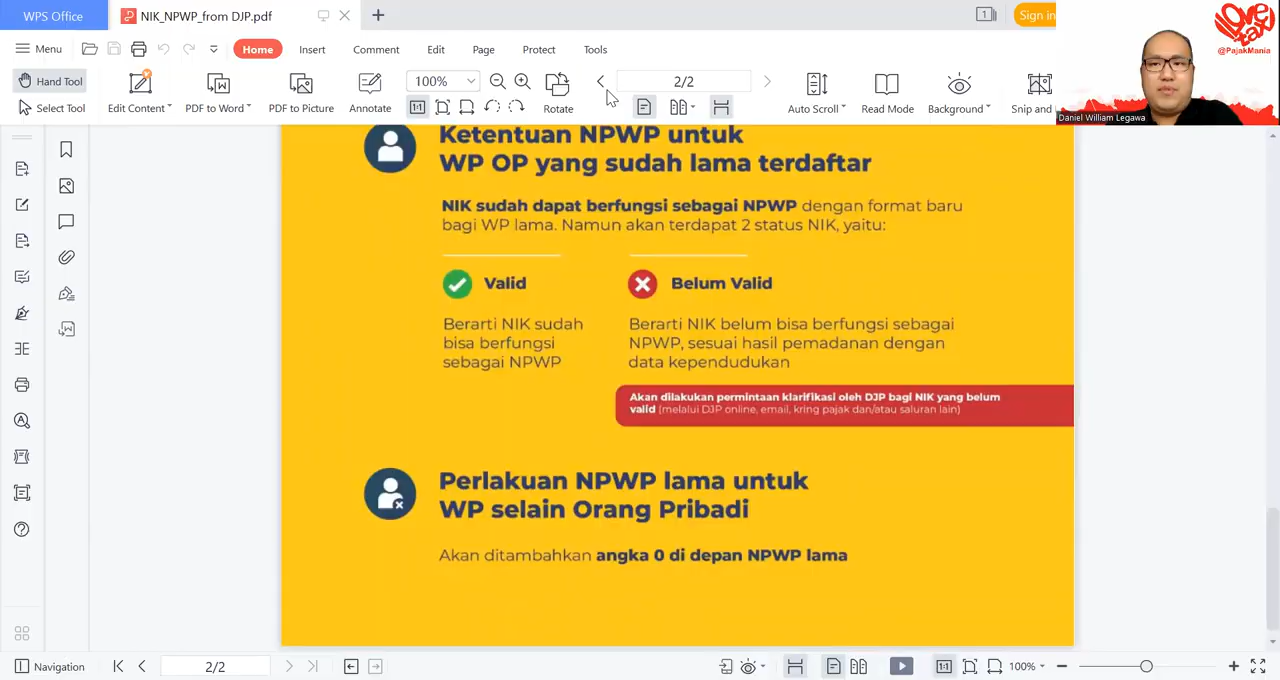 WPS Office
NIK_NPWP_from DJP.pdf
1
Sign in
Love tax
@PajakMania
Menu
Home
Insert
Comment
Edit
Page
Protect
Tools
Hand Tool
Select Tool
Edit Content
PDF to Word
PDF to Picture
Annotate
100%
1:1
Rotate
2/2
Auto Scroll
Read Mode
Background
Snip and
Daniel William Legawa
Ketentuan NPWP untuk
WP OP yang sudah lama terdaftar
NIK sudah dapat berfungsi sebagai NPWP dengan format baru
bagi WP lama. Namun akan terdapat 2 status NIK, yaitu:
Valid
Berarti NIK sudah
bisa berfungsi
sebagai NPWP
Belum Valid
Berarti NIK belum bisa berfungsi sebagai
NPWP, sesuai hasil pemadanan dengan
data kependudukan
Akan dilakukan permintaan klarifikasi oleh DJP bagi NIK yang belum
valid (melalui DJP online, email, kring pajak dan/atau saluran lain)
Perlakuan NPWP lama untuk
WP selain Orang Pribadi
Akan ditambahkan angka 0 di depan NPWP lama
Navigation
2/2
1:1
100%